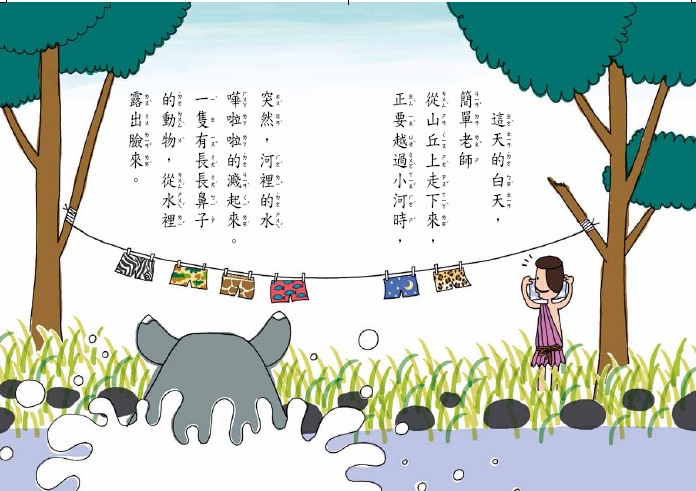 這天的白天，
簡單老師
從山丘上走下來，
正要越過小河時，
突然，河裡的水
嘩啦啦的濺起來。
一隻有長長鼻子
的動物，從水裡
露出臉來。